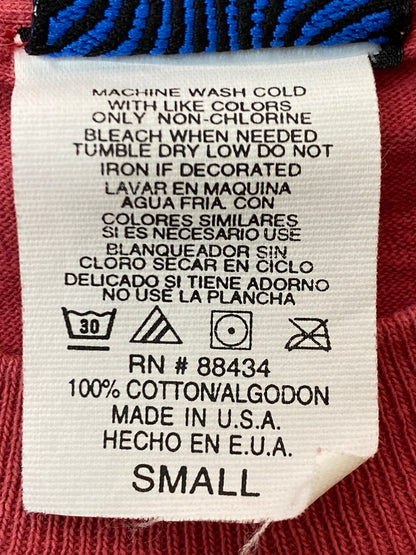 MACHINE WASH COLD
WITH LIKE COLORS
ONLY NON-CHLORINE
BLEACH WHEN NEEDED
TUMBLE DRY LOW DO NOT
IRON IF DECORATED
LAVAR EN MAQUINA
AGUA FRIA. CON
COLORES SIMILARES
SI ES NECESARIO USE
BLANQUEADOR SIN
CLORO SECAR EN CICLO
DELICADO SI TIENE ADORNO
NO USE LA PLANCHA
30
RN # 88434
100% COTTON/ALGODON
MADE IN U.S.A.
HECHO EN E.U.A.
SMALL